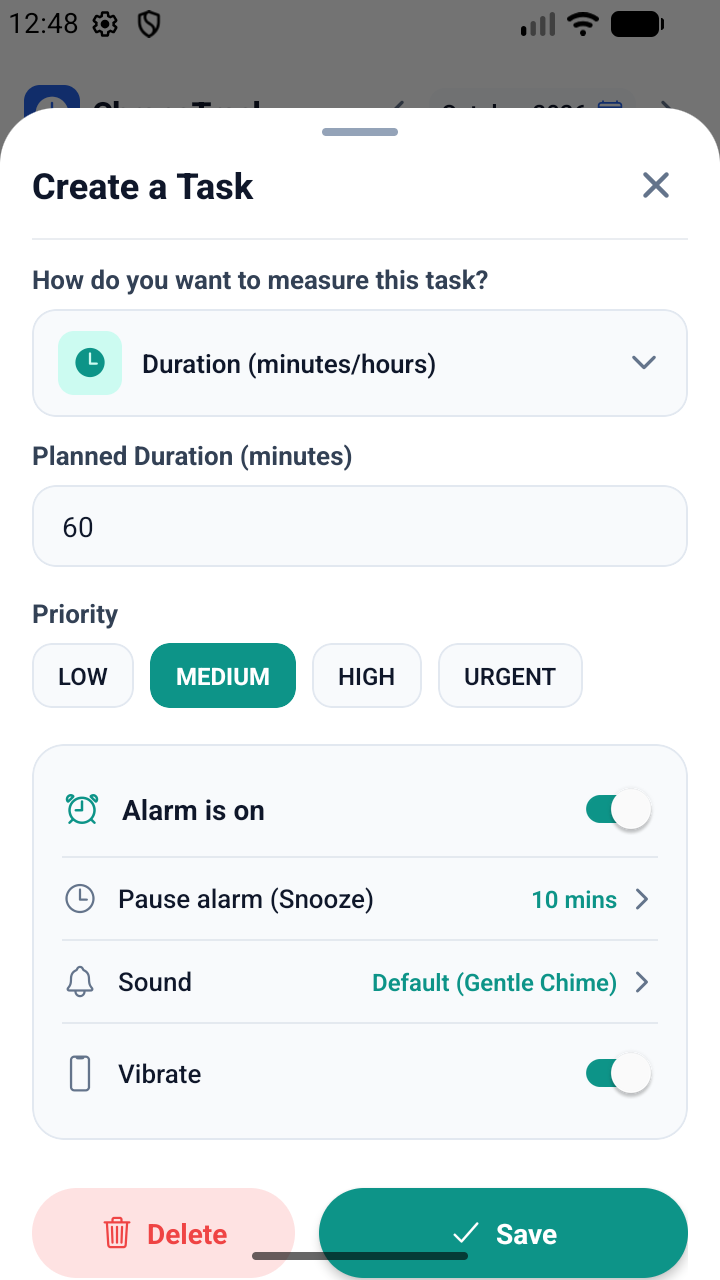 12:48
Create a Task
How do you want to measure this task?
Duration (minutes/hours)
Planned Duration (minutes)
60
Priority
LOW MEDIUM HIGH URGENT
Alarm is on
Pause alarm (Snooze) 10 mins
Sound Default (Gentle Chime)
Vibrate
Delete Save